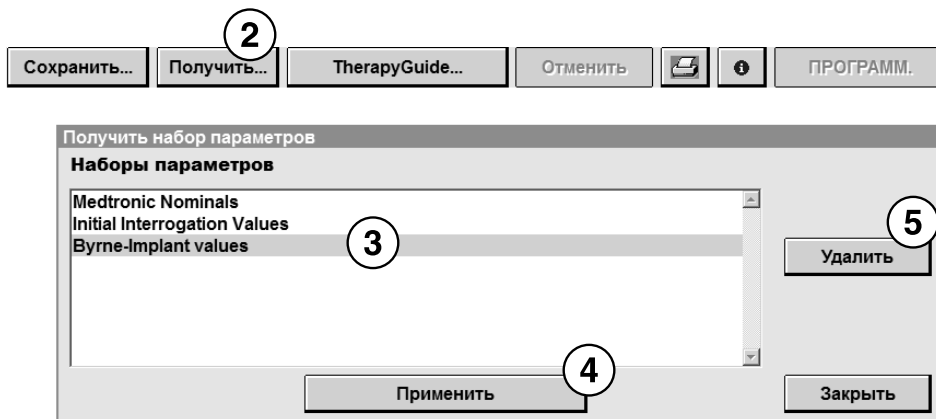 2
Сохранить... Получить... TherapyGuide... Отменить ПРОГРАММ.
Получить набор параметров
Наборы параметров
Medtronic Nominals
Initial Interrogation Values
Byrne-Implant values
3
5
Удалить
4
Применить Закрыть